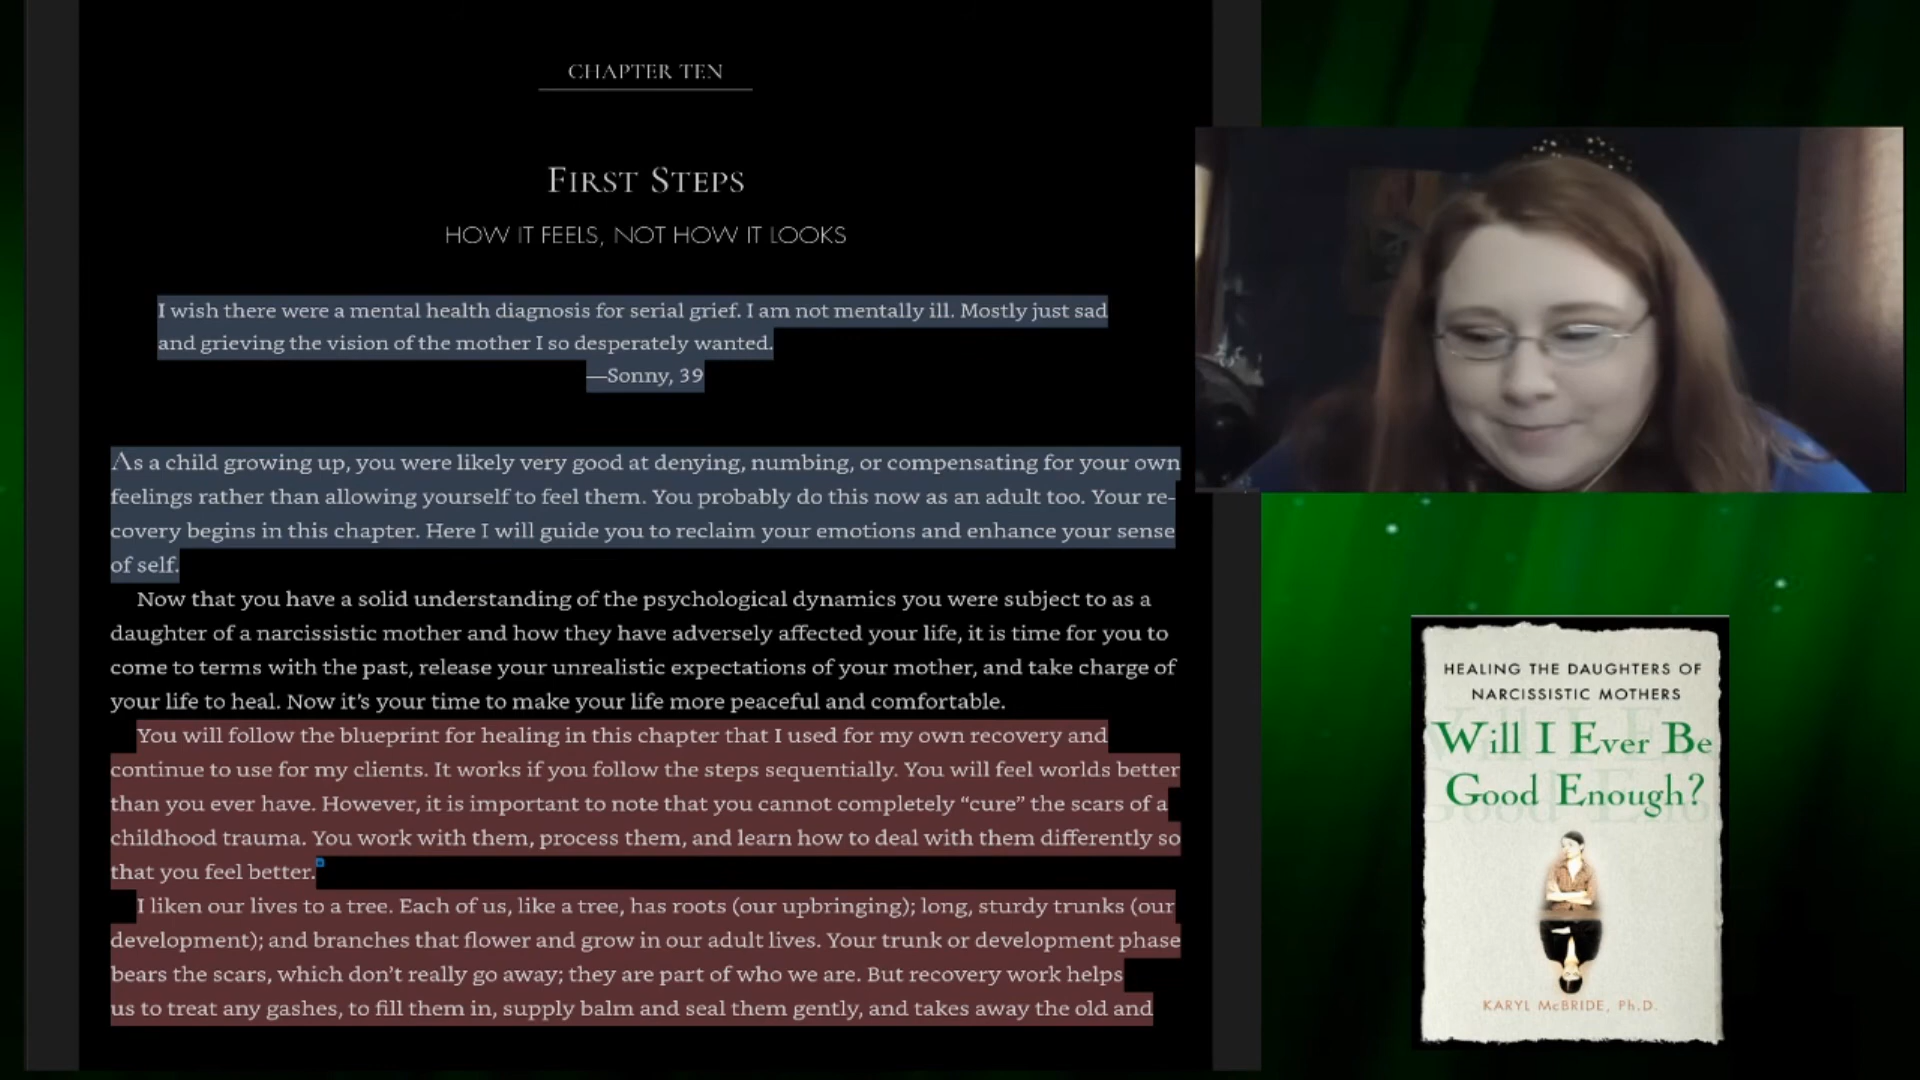 CHAPTER TEN
FIRST STEPS
HOW IT FEELS, NOT HOW IT LOOKS
I wish there were a mental health diagnosis for serial grief. I am not mentally ill. Mostly just sad
and grieving the vision of the mother I so desperately wanted.
—Sonny, 39
As a child growing up, you were likely very good at denying, numbing, or compensating for your own
feelings rather than allowing yourself to feel them. You probably do this now as an adult too. Your re-
covery begins in this chapter. Here I will guide you to reclaim your emotions and enhance your sense
of self.
Now that you have a solid understanding of the psychological dynamics you were subject to as a
daughter of a narcissistic mother and how they have adversely affected your life, it is time for you to
come to terms with the past, release your unrealistic expectations of your mother, and take charge of
your life to heal. Now it's your time to make your life more peaceful and comfortable.
You will follow the blueprint for healing in this chapter that I used for my own recovery and
continue to use for my clients. It works if you follow the steps sequentially. You will feel worlds better
than you ever have. However, it is important to note that you cannot completely “cure” the scars of a
childhood trauma. You work with them, process them, and learn how to deal with them differently so
that you feel better.
I liken our lives to a tree. Each of us, like a tree, has roots (our upbringing); long, sturdy trunks (our
development); and branches that flower and grow in our adult lives. Your trunk or development phase
bears the scars, which don't really go away; they are part of who we are. But recovery work helps
us to treat any gashes, to fill them in, supply balm and seal them gently, and takes away the old and
HEALING THE DAUGHTERS OF
NARCISSISTIC MOTHERS
Will I Ever Be
Good Enough?
KARYL McBRIDE, Ph.D.